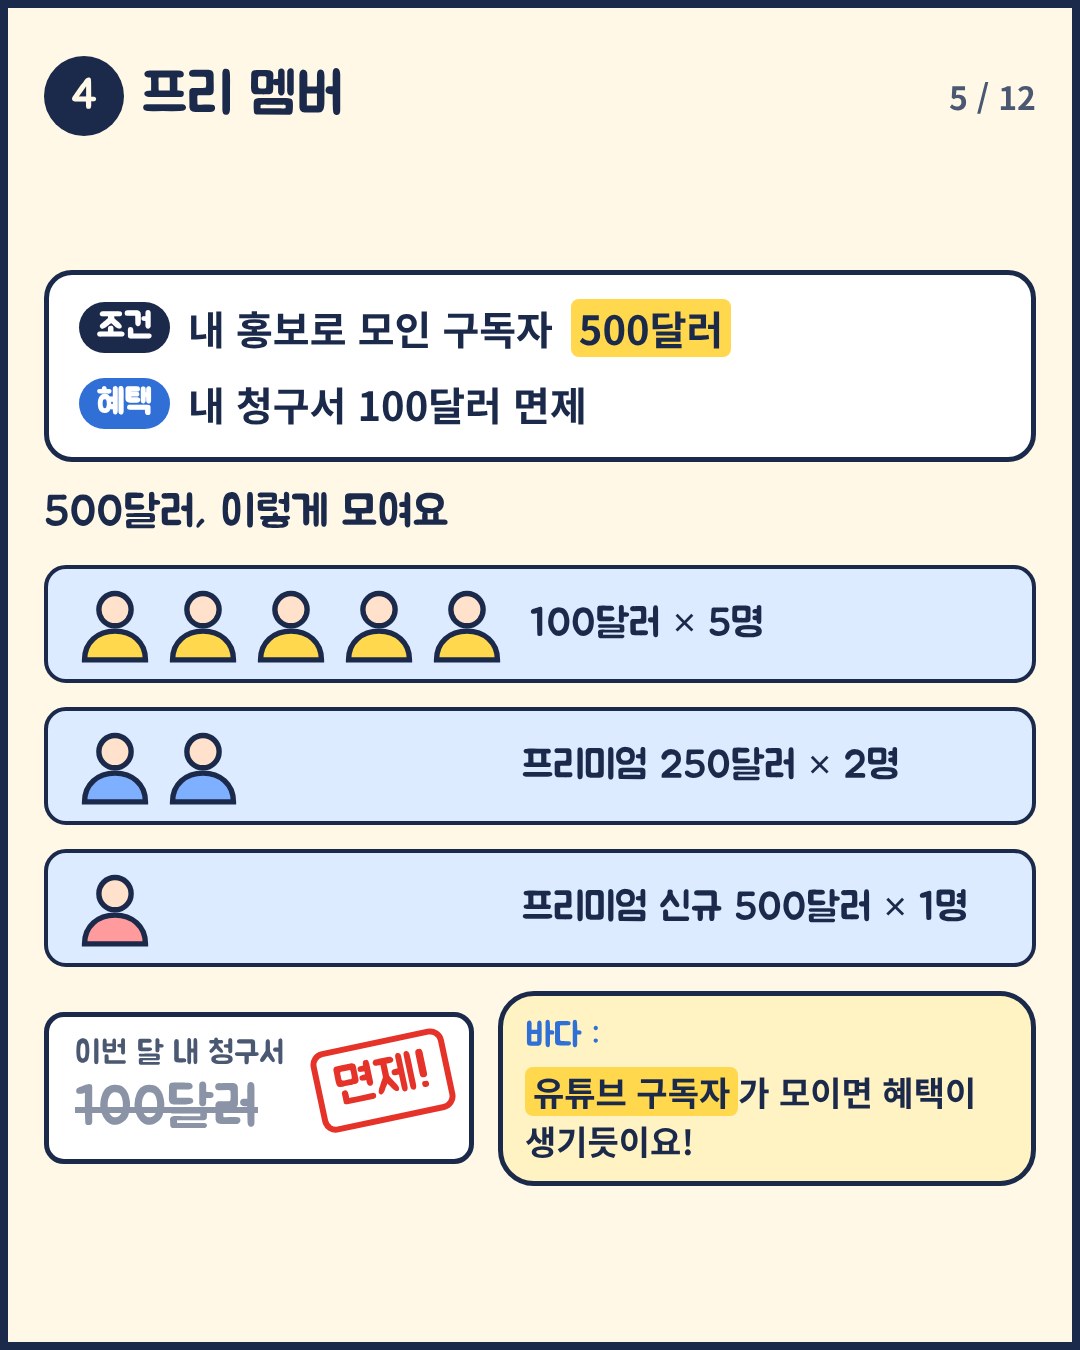 4 프리 멤버
5 / 12
조건 내 홍보로 모인 구독자 500달러
혜택 내 청구서 100달러 면제
500달러, 이렇게 모여요
100달러 × 5명
프리미엄 250달러 × 2명
프리미엄 신규 500달러 × 1명
이번 달 내 청구서
100달러
면제!
바다 :
유튜브 구독자가 모이면 혜택이
생기듯이요!